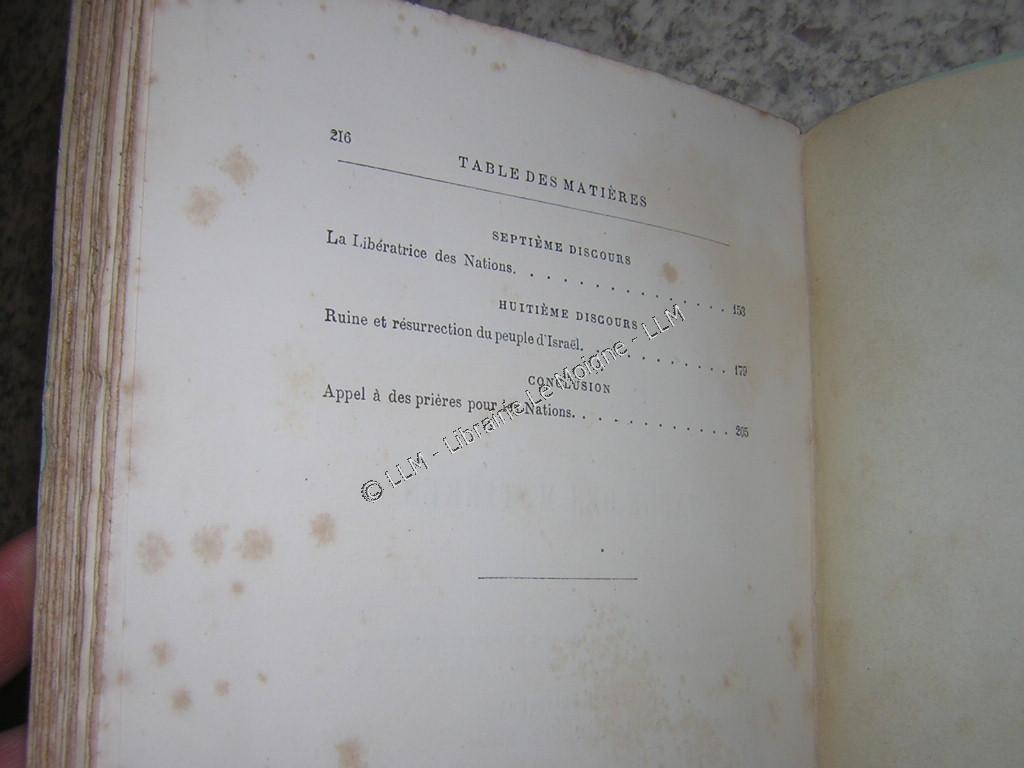 216
TABLE DES MATIÈRES
SEPTIÈME DISCOURS
La Libératrice des Nations. . . . . . . . . . . . . . 153
HUITIÈME DISCOURS
Ruine et résurrection du peuple d'Israël. . . . . . . . . . 179
CONCLUSION
Appel à des prières pour les Nations. . . . . . . . . . . . 205
© LLM - Librairie Le Moigne - LLM